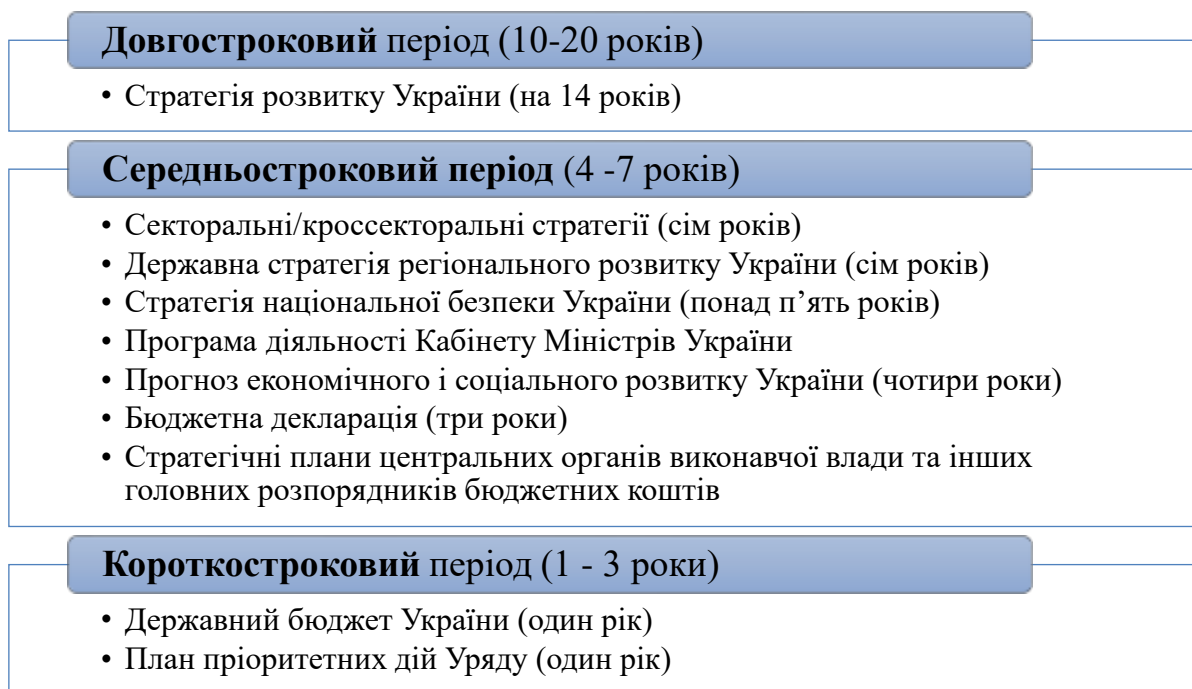 Довгостроковий період (10-20 років)
• Стратегія розвитку України (на 14 років)
Середньостроковий період (4 -7 років)
• Секторальні/кроссекторальні стратегії (сім років)
• Державна стратегія регіонального розвитку України (сім років)
• Стратегія національної безпеки України (понад п’ять років)
• Програма діяльності Кабінету Міністрів України
• Прогноз економічного і соціального розвитку України (чотири роки)
• Бюджетна декларація (три роки)
• Стратегічні плани центральних органів виконавчої влади та інших
головних розпорядників бюджетних коштів
Короткостроковий період (1 - 3 роки)
• Державний бюджет України (один рік)
• План пріоритетних дій Уряду (один рік)